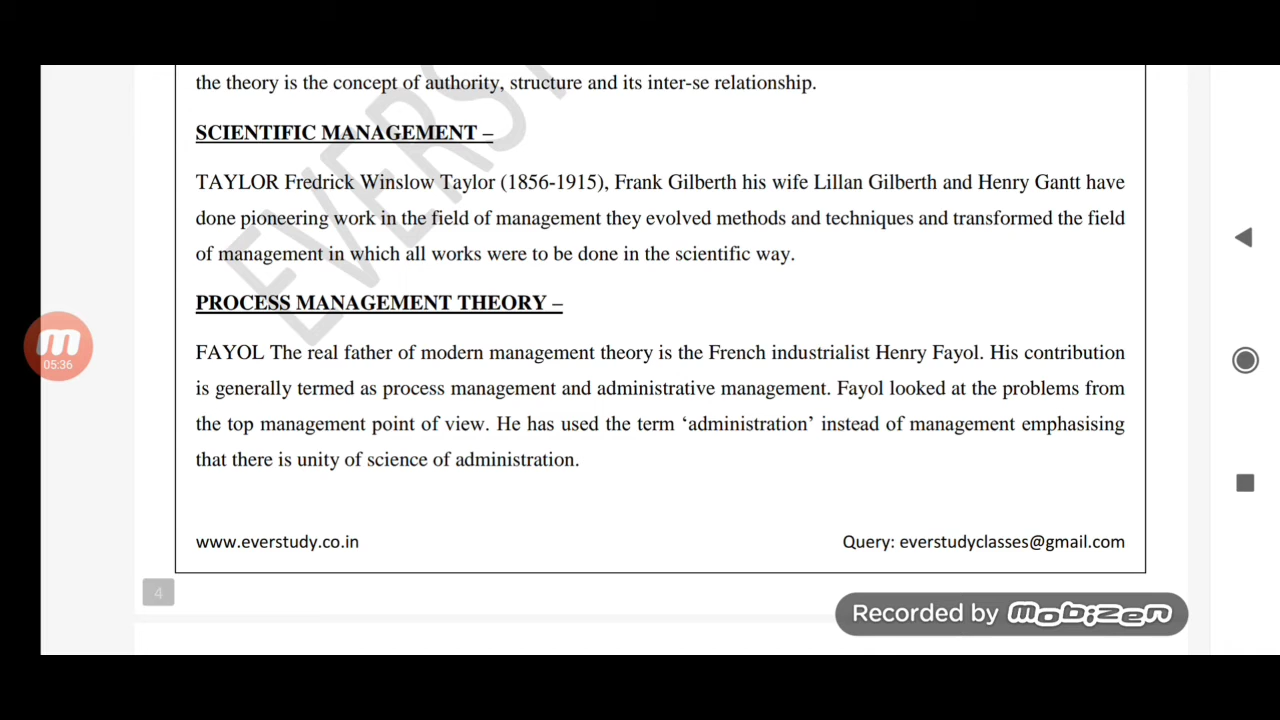 the theory is the concept of authority, structure and its inter-se relationship.
SCIENTIFIC MANAGEMENT –
TAYLOR Fredrick Winslow Taylor (1856-1915), Frank Gilberth his wife Lillan Gilberth and Henry Gantt have
done pioneering work in the field of management they evolved methods and techniques and transformed the field
of management in which all works were to be done in the scientific way.
PROCESS MANAGEMENT THEORY –
FAYOL The real father of modern management theory is the French industrialist Henry Fayol. His contribution
is generally termed as process management and administrative management. Fayol looked at the problems from
the top management point of view. He has used the term ‘administration’ instead of management emphasising
that there is unity of science of administration.
www.everstudy.co.in
Query: everstudyclasses@gmail.com
4
m
05:36
Recorded by mobizen
EVERST